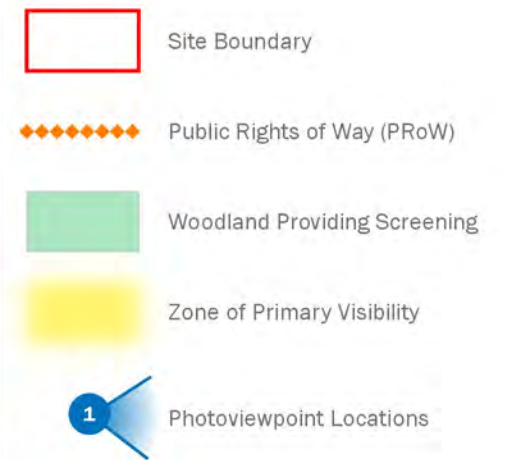 Site Boundary
Public Rights of Way (PRoW)
Woodland Providing Screening
Zone of Primary Visibility
1
Photoviewpoint Locations